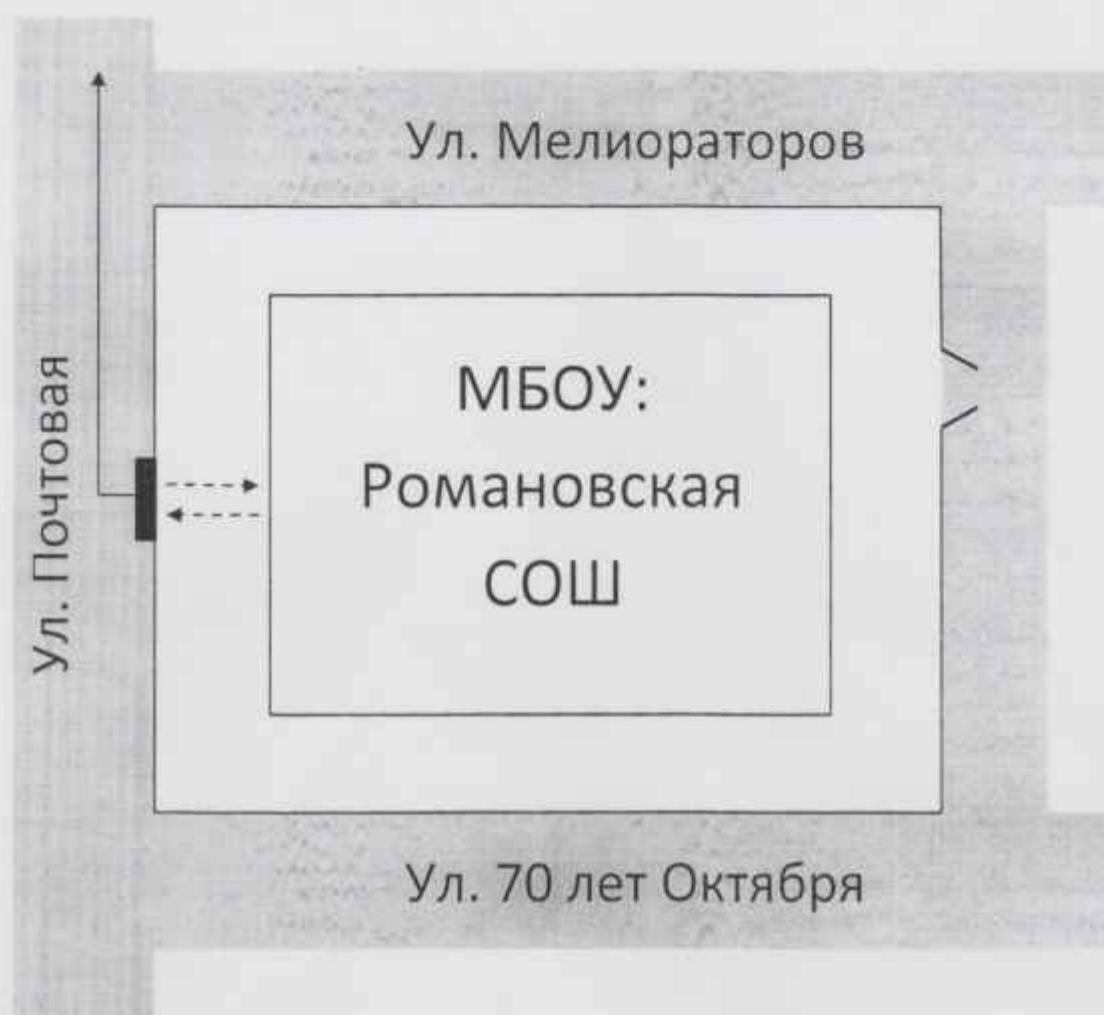 Ул. Мелиораторов
Ул. Почтовая
МБОУ:
Романовская
СОШ
Ул. 70 лет Октября